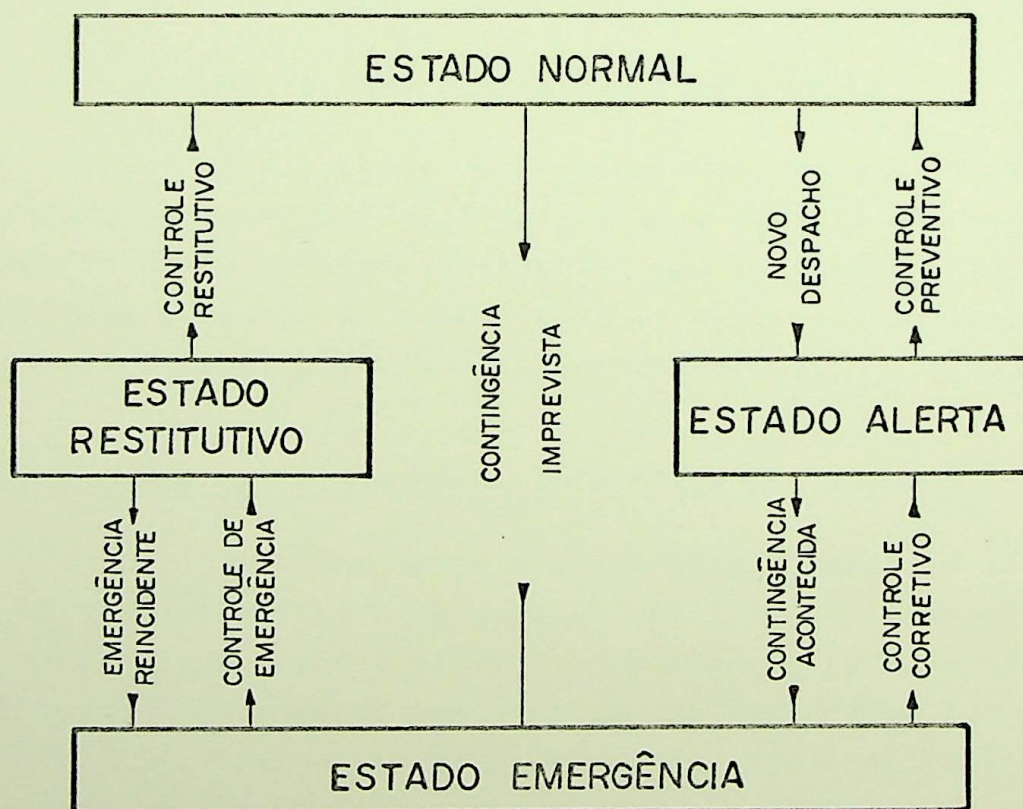 ESTADO NORMAL
CONTROLE
RESTITUTIVO
CONTINGÊNCIA
IMPREVISTA
NOVO
DESPACHO
CONTROLE
PREVENTIVO
ESTADO
RESTITUTIVO
ESTADO ALERTA
EMERGÊNCIA
REINCIDENTE
CONTROLE DE
EMERGÊNCIA
CONTINGÊNCIA
ACONTECIDA
CONTROLE
CORRETIVO
ESTADO EMERGÊNCIA